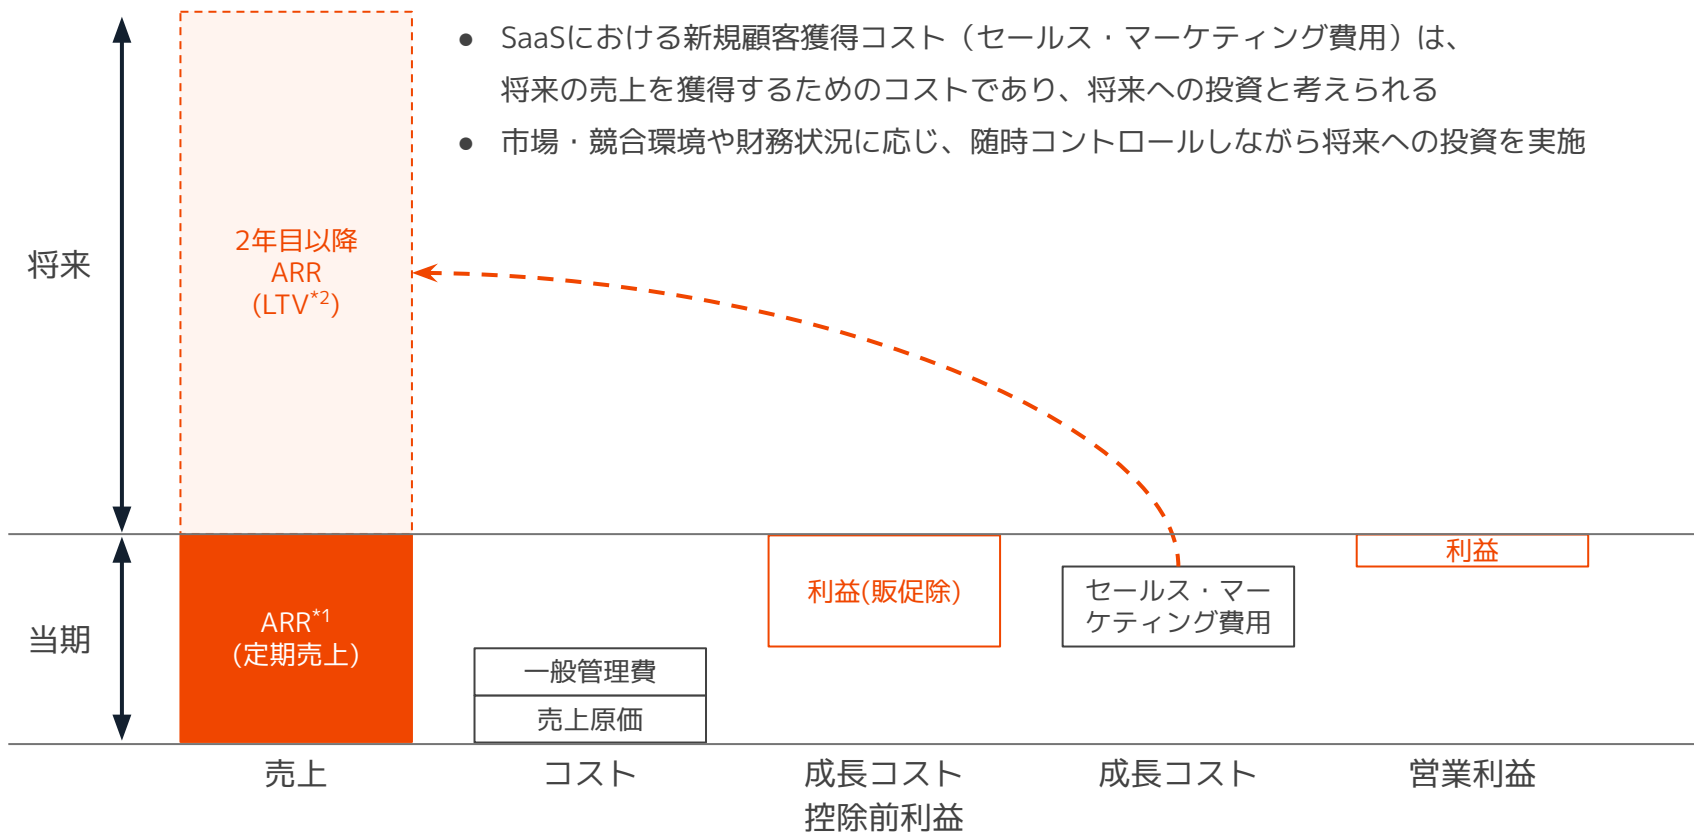 ● SaaSにおける新規顧客獲得コスト（セールス・マーケティング費用）は、
将来の売上を獲得するためのコストであり、将来への投資と考えられる
● 市場・競合環境や財務状況に応じ、随時コントロールしながら将来への投資を実施
将来
2年目以降
ARR
(LTV*2)
当期
ARR*1
(定期売上)
一般管理費
売上原価
利益(販促除)
セールス・マー
ケティング費用
利益
売上
コスト
成長コスト
控除前利益
成長コスト
営業利益